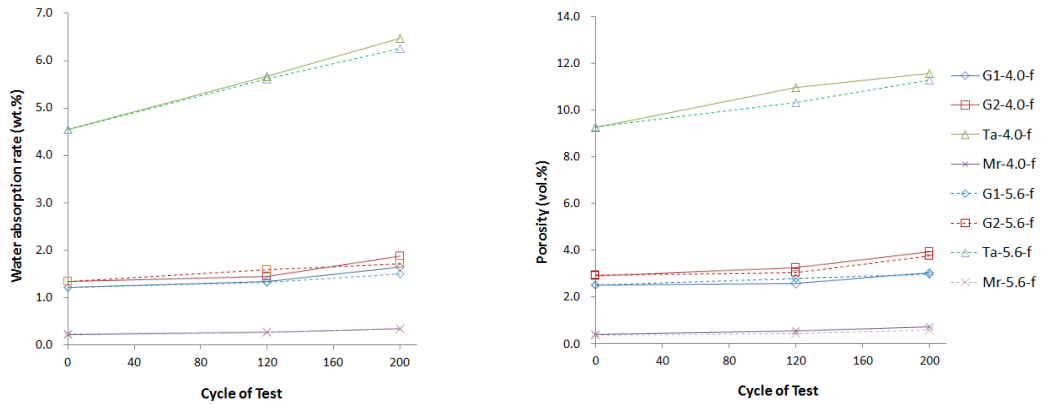 7.0
6.0
5.0
4.0
3.0
2.0
1.0
0.0
Water absorption rate (wt.%)
0 40 80 120 160 200
Cycle of Test
14.0
12.0
10.0
8.0
6.0
4.0
2.0
0.0
Porosity (vol.%)
0 40 80 120 160 200
Cycle of Test
G1-4.0-f
G2-4.0-f
Ta-4.0-f
Mr-4.0-f
G1-5.6-f
G2-5.6-f
Ta-5.6-f
Mr-5.6-f